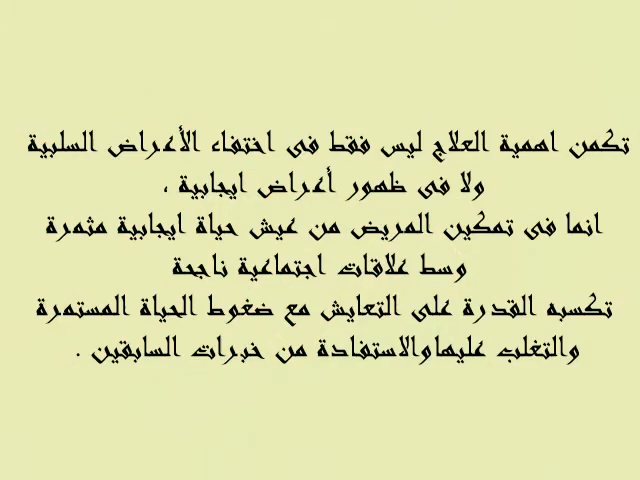 تكمن اهمية العلاج ليس فقط فى اختفاء الأعراض السلبية
ولا فى ظهور أعراض ايجابية ،
انما فى تمكين المريض من عيش حياة ايجابية مثمرة
وسط علاقات اجتماعية ناجحة
تكسبه القدرة على التعايش مع ضغوط الحياة المستمرة
والتغلب عليهاوالاستفادة من خبرات السابقين .